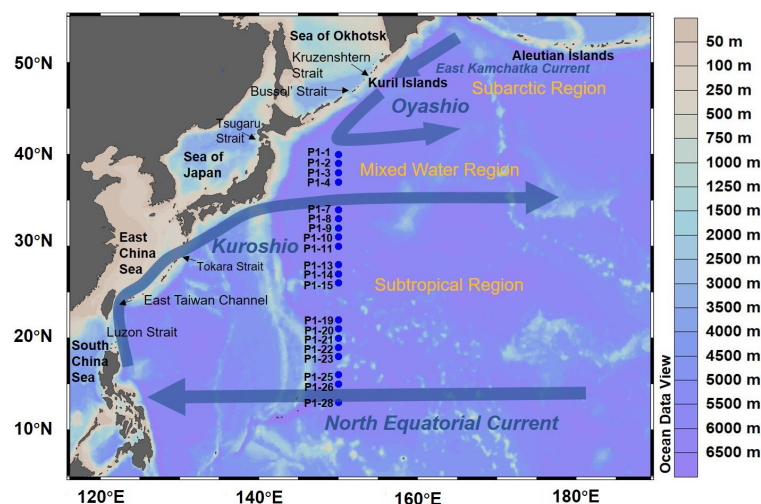 50°N
40°N
30°N
20°N
10°N
120°E
140°E
160°E
180°E
Sea of Okhotsk
Kruzenshtern
Strait
Bussol' Strait
Kuril Islands
Aleutian Islands
East Kamchatka Current
Subarctic Region
Oyashio
Tsugaru
Strait
Sea of
Japan
Mixed Water Region
P1-1
P1-2
P1-3
P1-4
P1-7
P1-8
P1-9
P1-10
P1-11
P1-13
P1-14
P1-15
P1-19
P1-20
P1-21
P1-22
P1-23
P1-25
P1-26
P1-28
Kuroshio
East
China
Sea
Tokara Strait
Subtropical Region
East Taiwan Channel
Luzon Strait
South
China
Sea
North Equatorial Current
Ocean Data View
50 m
100 m
250 m
500 m
750 m
1000 m
1250 m
1500 m
2000 m
2500 m
3000 m
3500 m
4000 m
4500 m
5000 m
5500 m
6000 m
6500 m